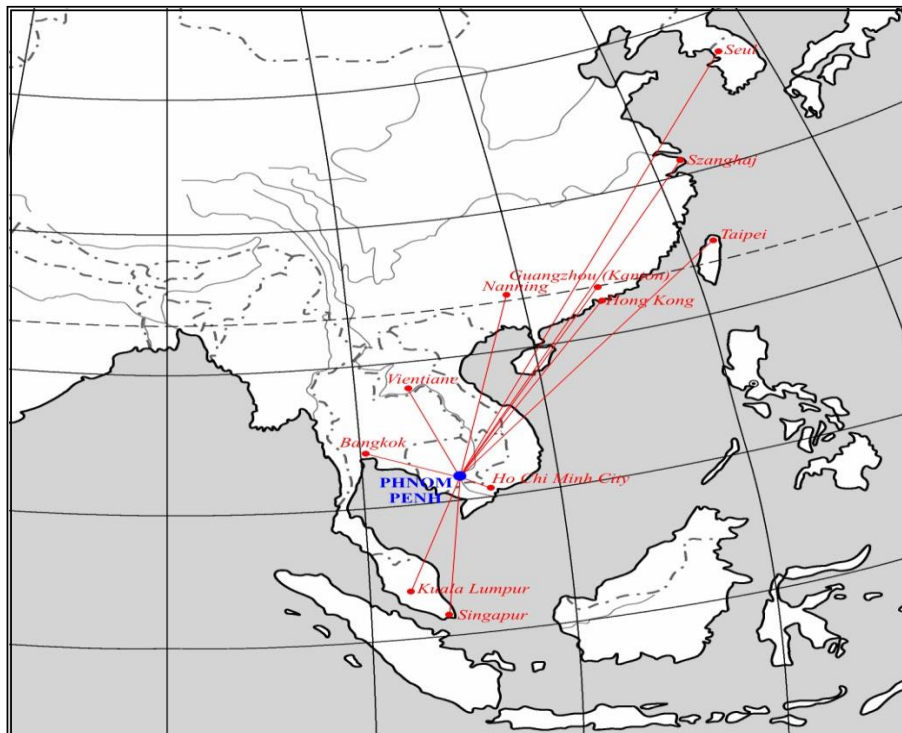 Seul
Szanghaj
Taipei
Guangzhou (Kanton)
Nanning
Hong Kong
Vientiane
Bangkok
PHNOM
PENH
Ho Chi Minh City
Kuala Lumpur
Singapur